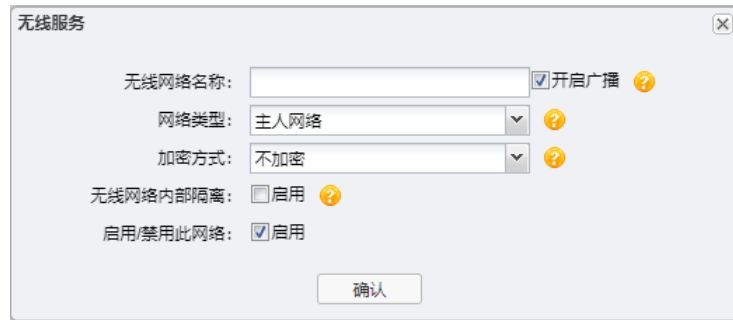 无线服务
无线网络名称: 开启广播
网络类型: 主人网络
加密方式: 不加密
无线网络内部隔离: 启用
启用/禁用此网络: 启用
确认